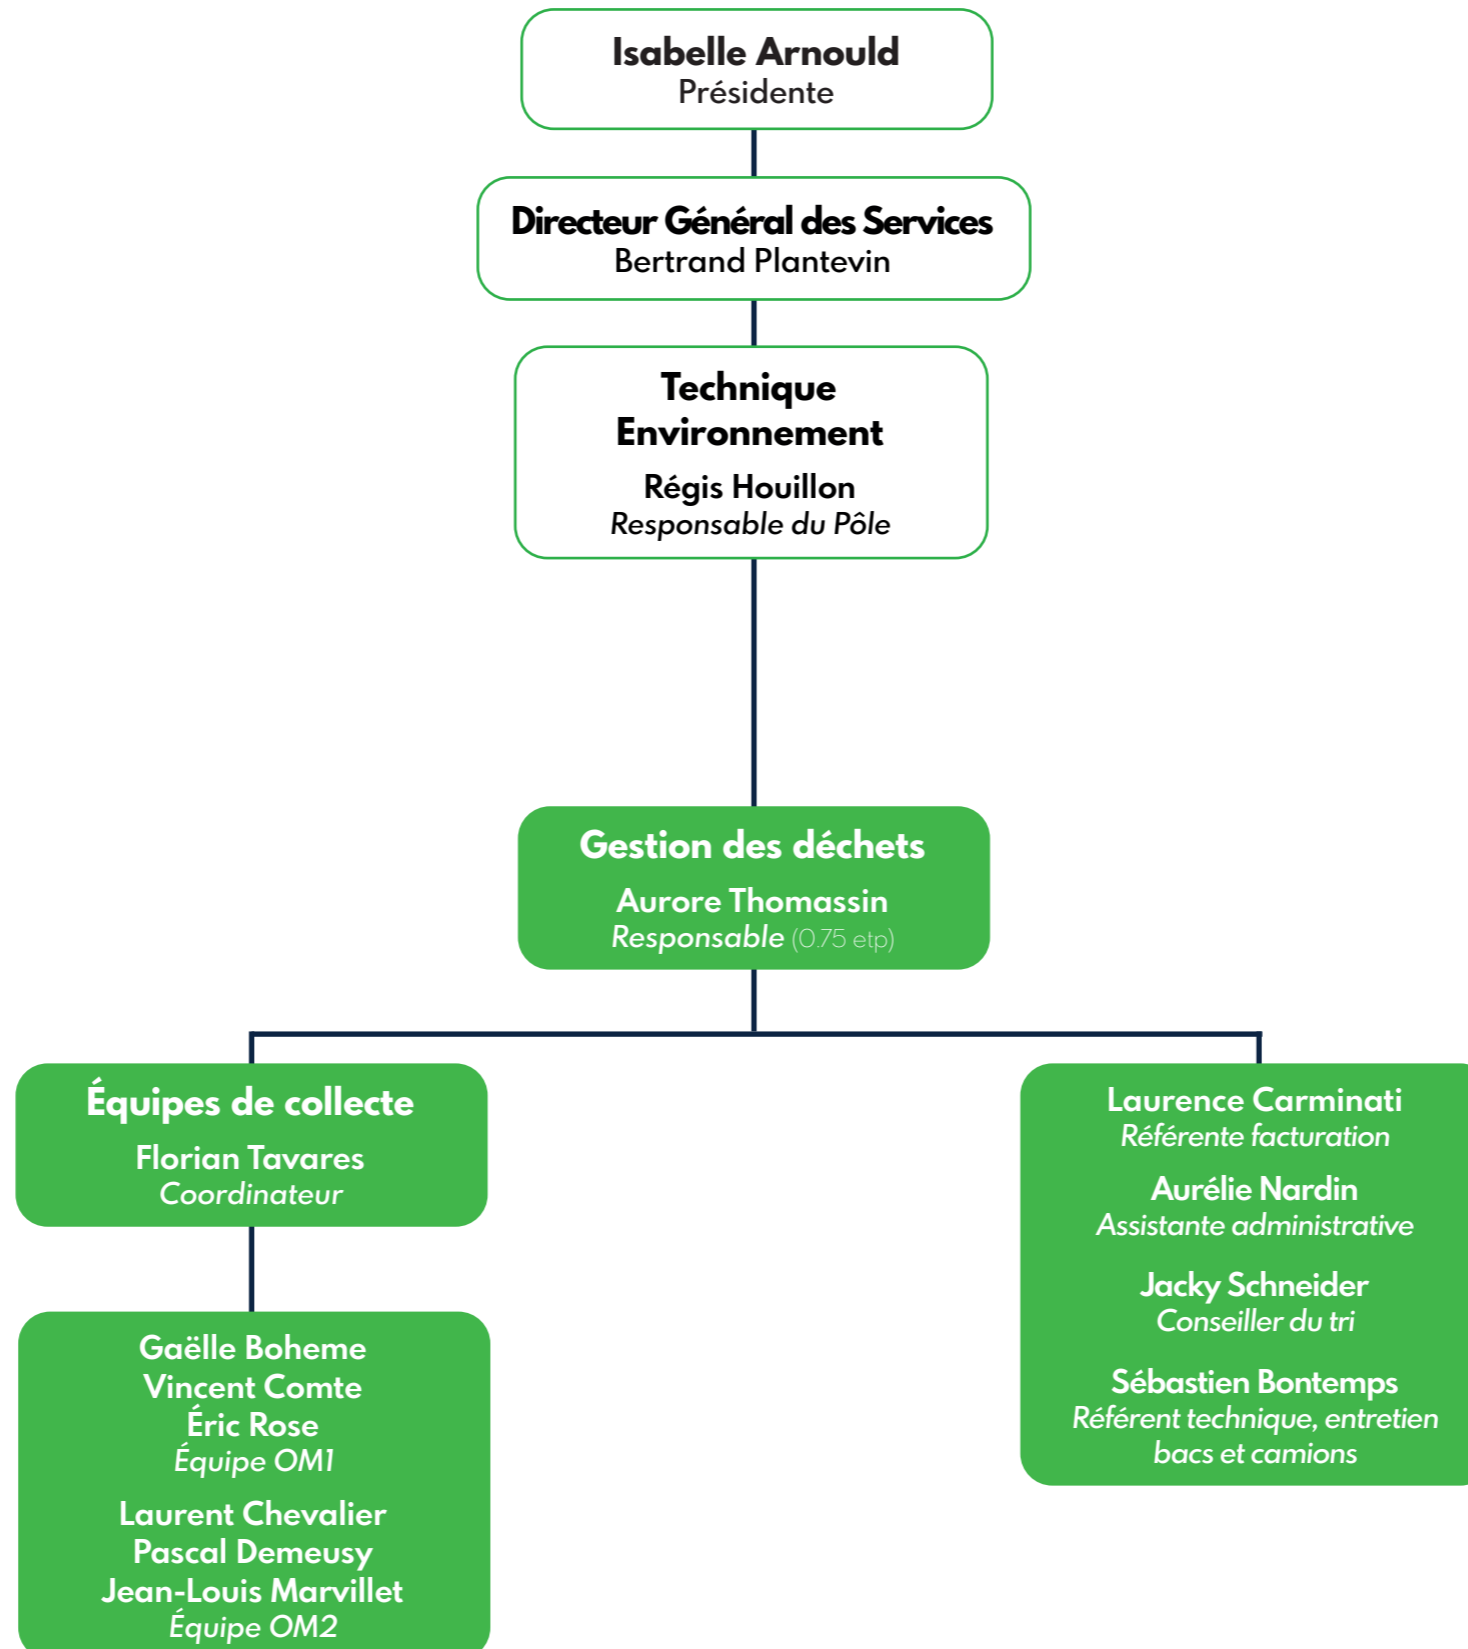 Isabelle Arnould
Présidente
Directeur Général des Services
Bertrand Plantevin
Technique
Environnement
Régis Houillon
Responsable du Pôle
Gestion des déchets
Aurore Thomassin
Responsable (0.75 etp)
Équipes de collecte
Florian Tavares
Coordinateur
Gaëlle Boheme
Vincent Comte
Éric Rose
Équipe OM1
Laurent Chevalier
Pascal Demeusy
Jean-Louis Marvillet
Équipe OM2
Laurence Carminati
Référente facturation
Aurélie Nardin
Assistante administrative
Jacky Schneider
Conseiller du tri
Sébastien Bontemps
Référent technique, entretien
bacs et camions